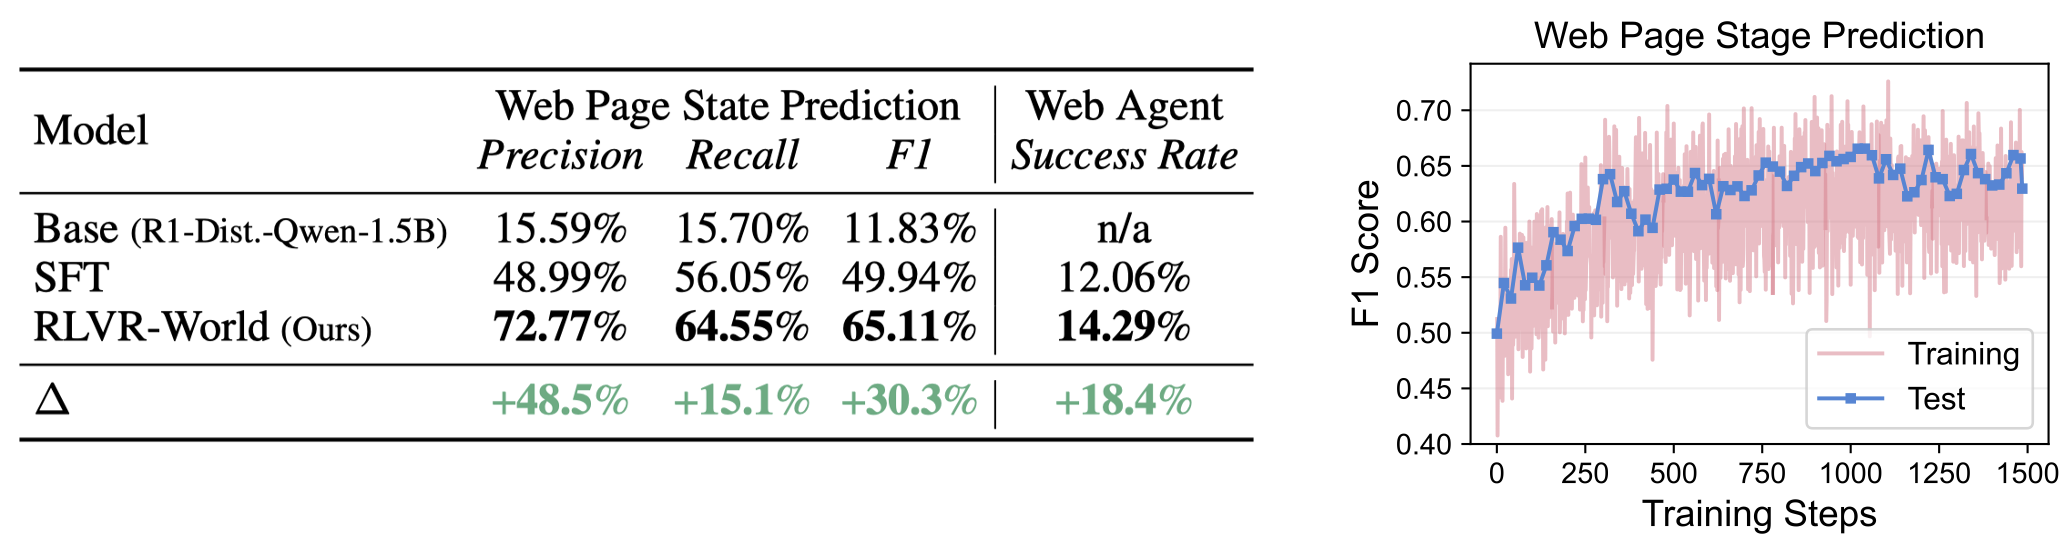 Model Web Page State Prediction Web Agent
Precision Recall F1 Success Rate
Base (R1-Dist.-Qwen-1.5B) 15.59% 15.70% 11.83% n/a
SFT 48.99% 56.05% 49.94% 12.06%
RLVR-World (Ours) 72.77% 64.55% 65.11% 14.29%
Δ +48.5% +15.1% +30.3% +18.4%
Web Page Stage Prediction
F1 Score
0.70
0.65
0.60
0.55
0.50
0.45
0.40
Training
Test
0 250 500 750 1000 1250 1500
Training Steps